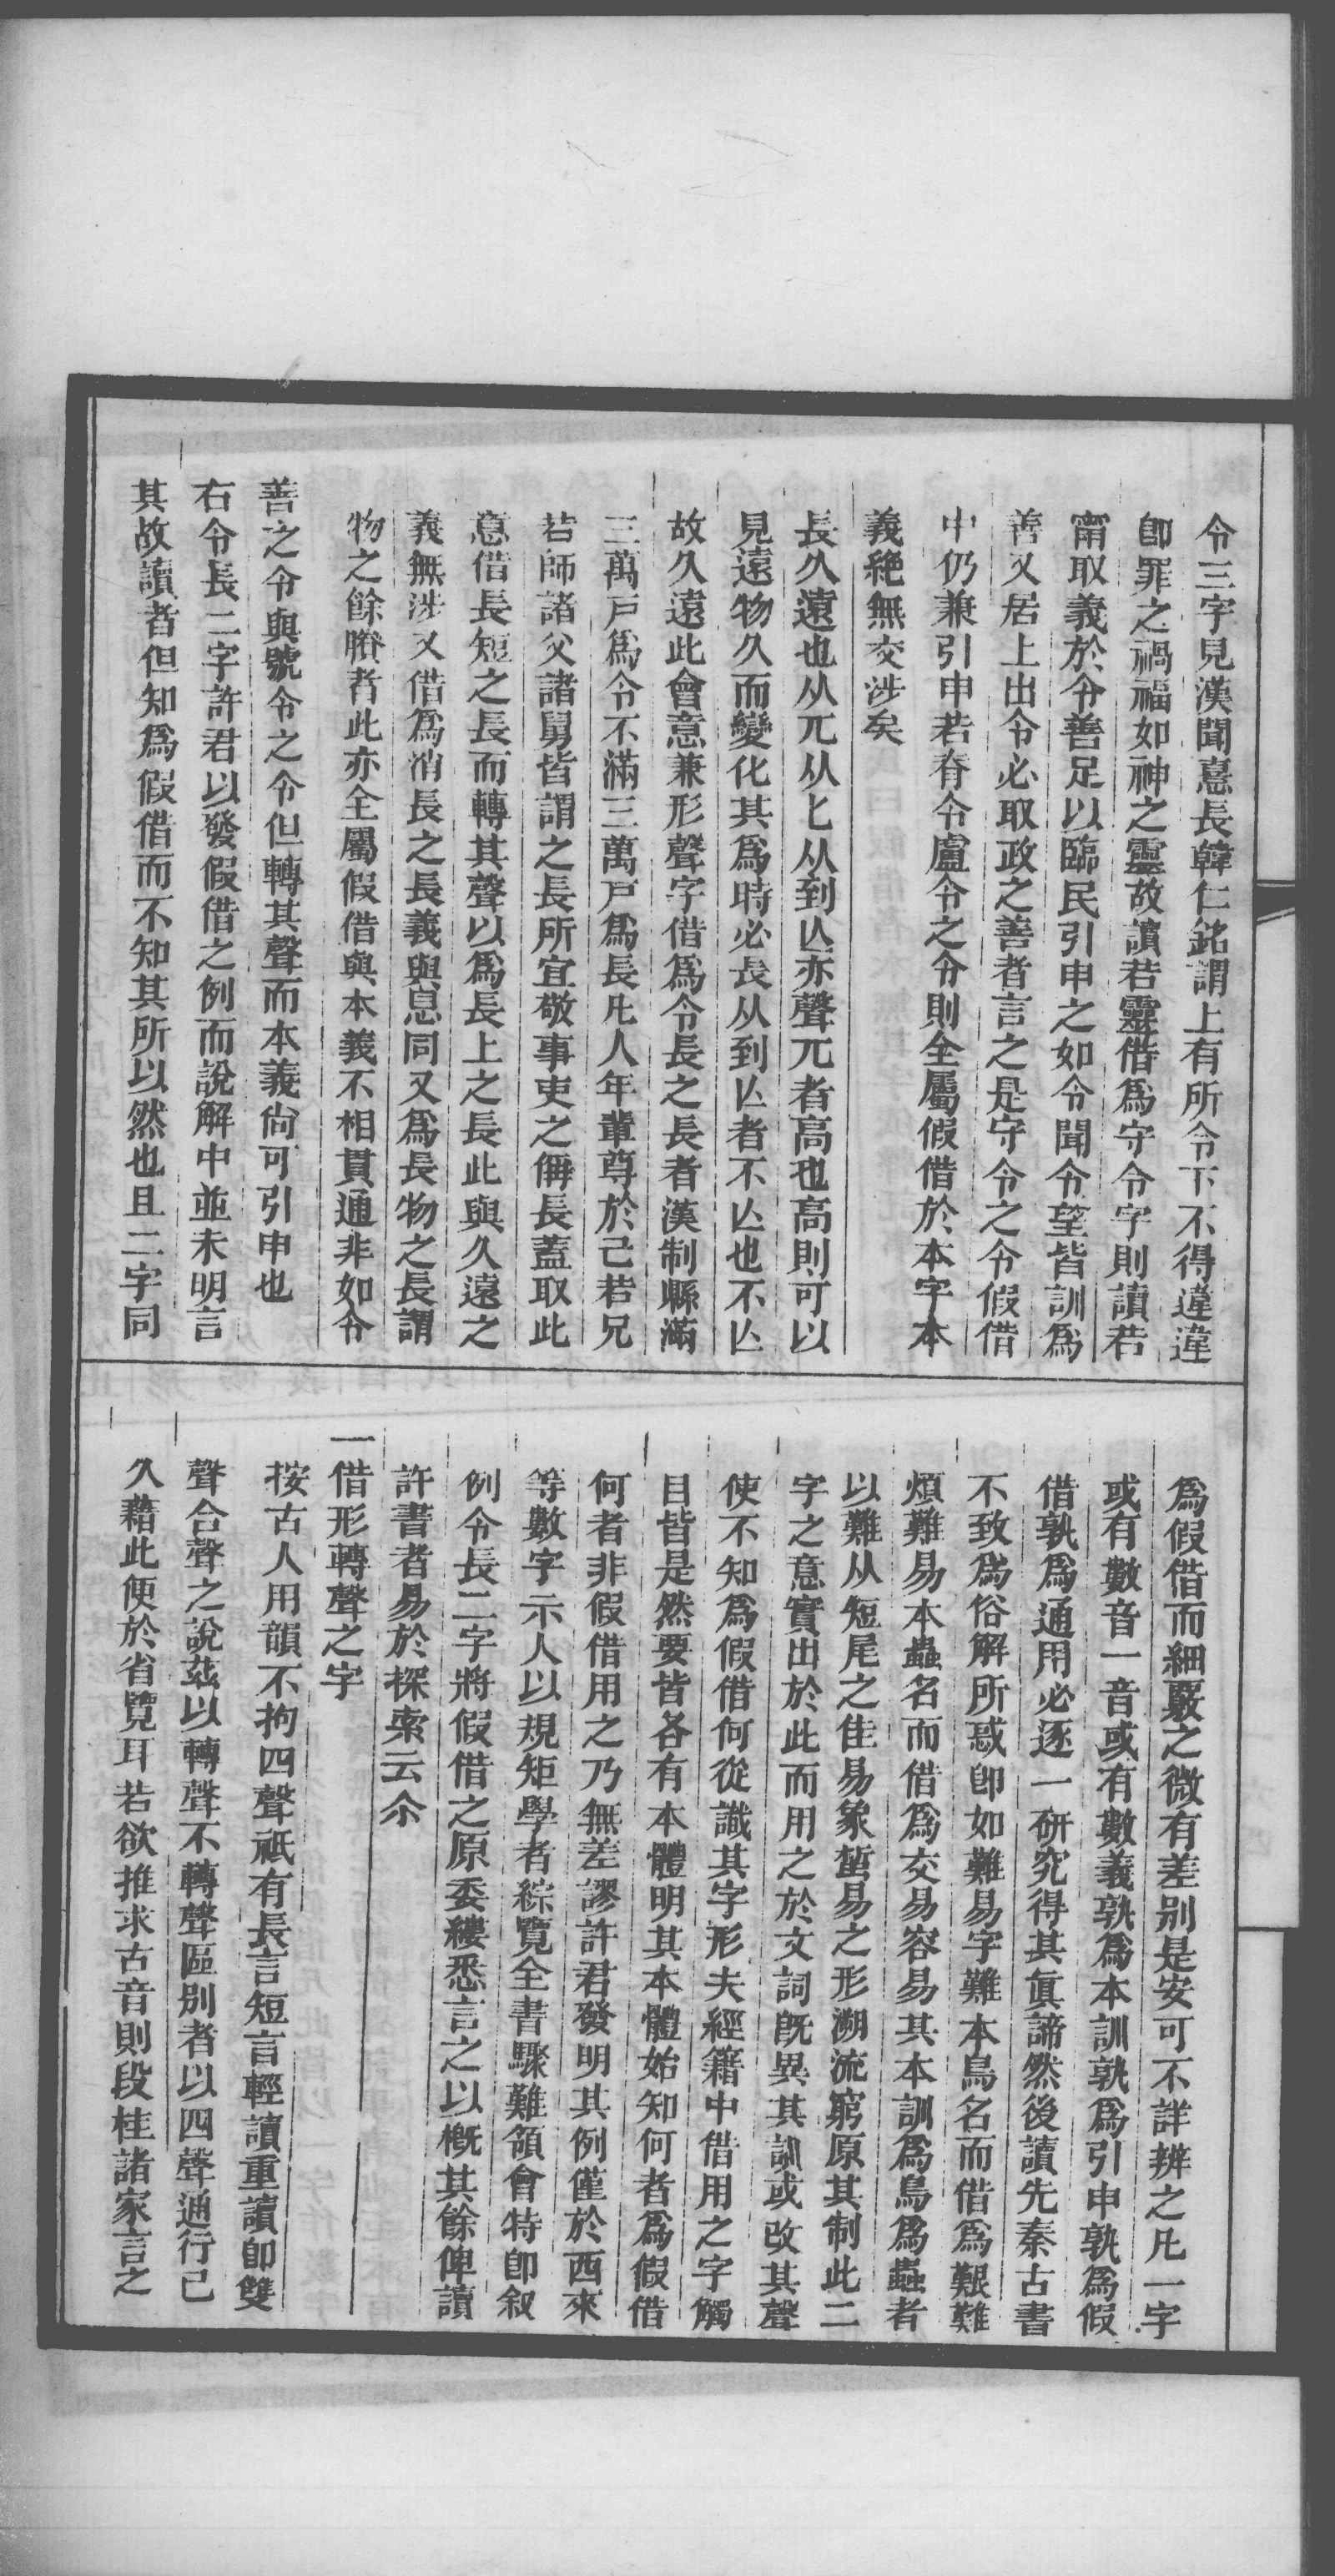 令三字見漢聞憙長韓仁銘謂上有所令下不得違違
卽罪之禍福如神之靈故讀若靈借爲守令字則讀若
甯取義於令善足以臨民引申之如令聞令望皆訓爲
善又居上出令必取政之善者言之是守令之令假借
中仍兼引申若脊令盧令之令則全屬假借於本字本
義絶無交涉矣
長久遠也从兀从匕从到亾亦聲兀者高也高則可以
見遠物久而變化其爲時必長从到亾者不亾也不亾
故久遠此會意兼形聲字借爲令長之長者漢制縣滿
三萬戸爲令不滿三萬戸爲長凡人年輩尊於己若兄
若師諸父諸舅皆謂之長所宜敬事吏之偁長蓋取此
意借長短之長而轉其聲以爲長上之長此與久遠之
義無涉又借爲消長之長義與息同又爲長物之長謂
物之餘賸者此亦全屬假借與本義不相貫通非如令
善之令與號令之令但轉其聲而本義尙可引申也
右令長二字許君以發假借之例而說解中並未明言
其故讀者但知爲假借而不知其所以然也且二字同
爲假借而細覈之微有差別是安可不詳辨之凡一字
或有數音一音或有數義孰爲本訓孰爲引申孰爲假
借孰爲通用必逐一研究得其眞諦然後讀先秦古書
不致爲俗解所惑卽如難易字難本鳥名而借爲艱難
煩難易本蟲名而借爲交易容易其本訓爲鳥爲蟲者
以難从短尾之隹易象蜥易之形溯流窮原其制此二
字之意實出於此而用之於文詞旣異其訓或改其聲
使不知爲假借何從識其字形夫經籍中借用之字觸
目皆是然要皆各有本體明其本體始知何者爲假借
何者非假借用之乃無差謬許君發明其例僅於西來
等數字示人以規矩學者綜覽全書驟難領會特卽叙
例令長二字將假借之原委縷悉言之以槪其餘俾讀
許書者易於探索云尒
一借形轉聲之字
按古人用韻不拘四聲祗有長言短言輕讀重讀卽雙
聲合聲之說茲以轉聲不轉聲區別者以四聲通行已
久藉此便於省覽耳若欲推求古音則段桂諸家言之